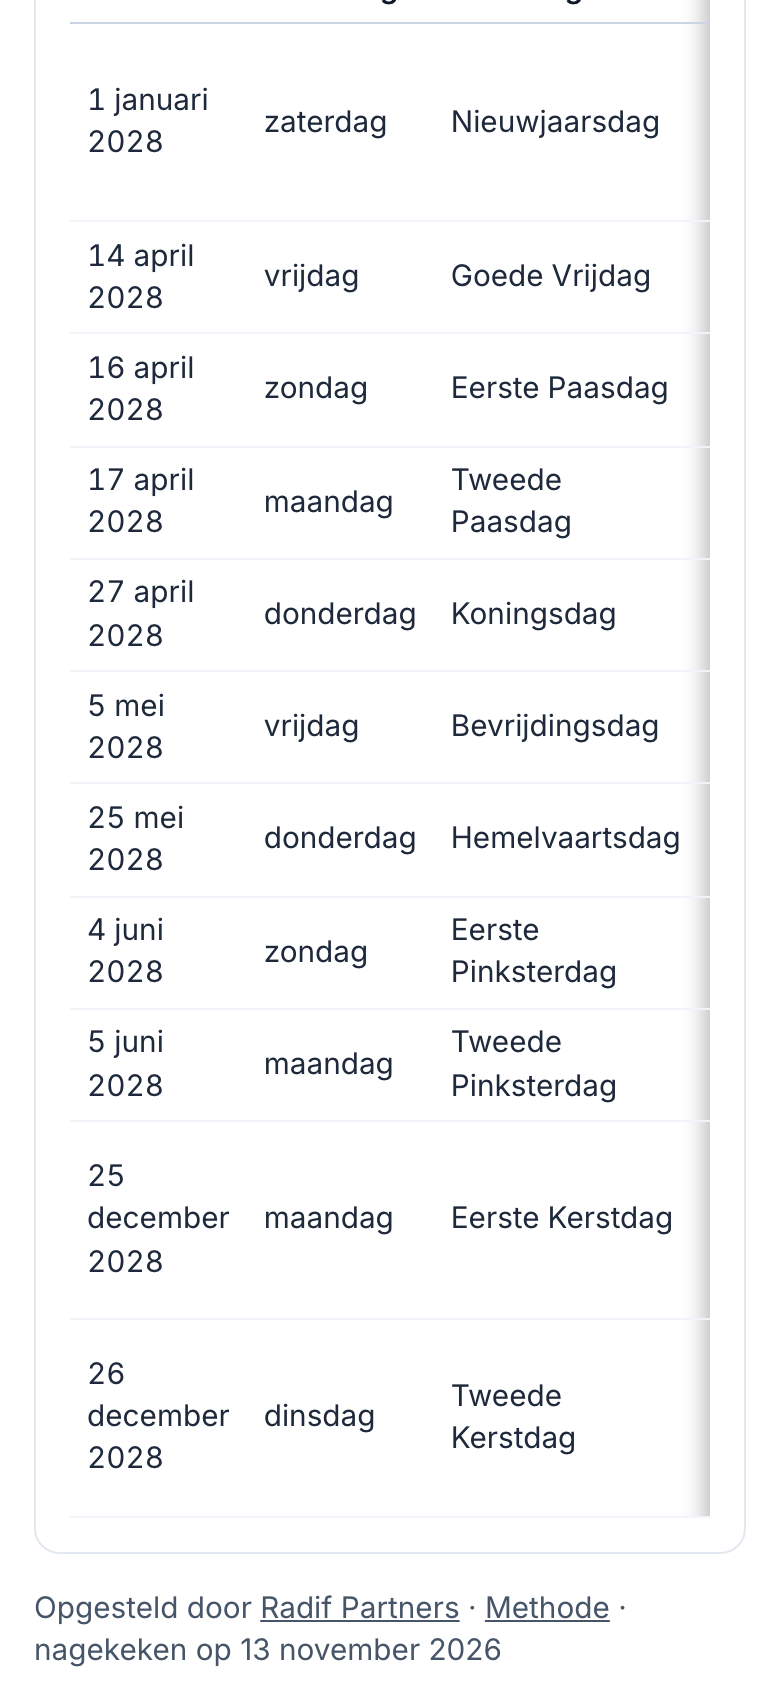 1 januari
2028
zaterdag
Nieuwjaarsdag
14 april
2028
vrijdag
Goede Vrijdag
16 april
2028
zondag
Eerste Paasdag
17 april
2028
maandag
Tweede
Paasdag
27 april
2028
donderdag
Koningsdag
5 mei
2028
vrijdag
Bevrijdingsdag
25 mei
2028
donderdag
Hemelvaartsdag
4 juni
2028
zondag
Eerste
Pinksterdag
5 juni
2028
maandag
Tweede
Pinksterdag
25
december
2028
maandag
Eerste Kerstdag
26
december
2028
dinsdag
Tweede
Kerstdag
Opgesteld door Radif Partners · Methode ·
nagekeken op 13 november 2026